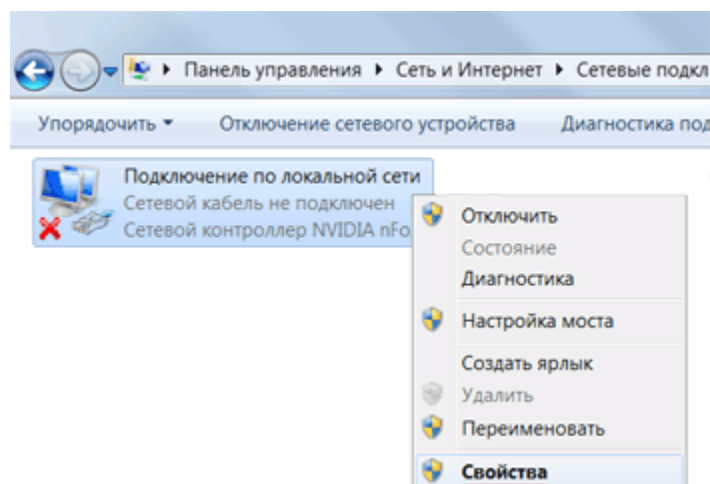 Панель управления ▸ Сеть и Интернет ▸ Сетевые подкл
Упорядочить ▾ Отключение сетевого устройства Диагностика под
Подключение по локальной сети
Сетевой кабель не подключен
Сетевой контроллер NVIDIA nFo
Отключить
Состояние
Диагностика
Настройка моста
Создать ярлык
Удалить
Переименовать
Свойства